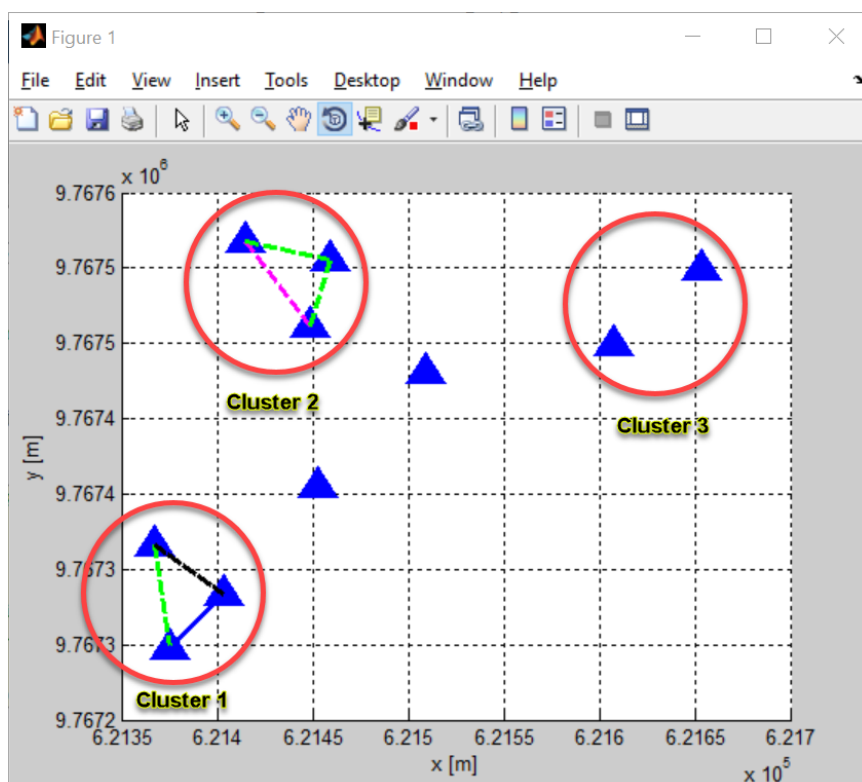 Figure 1
File Edit View Insert Tools Desktop Window Help
x 10^6
9.7676
9.7675
9.7675
9.7674
9.7674
9.7673
9.7673
9.7672
y [m]
Cluster 2
Cluster 3
Cluster 1
6.2135 6.214 6.2145 6.215 6.2155 6.216 6.2165 6.217
x [m]
x 10^5